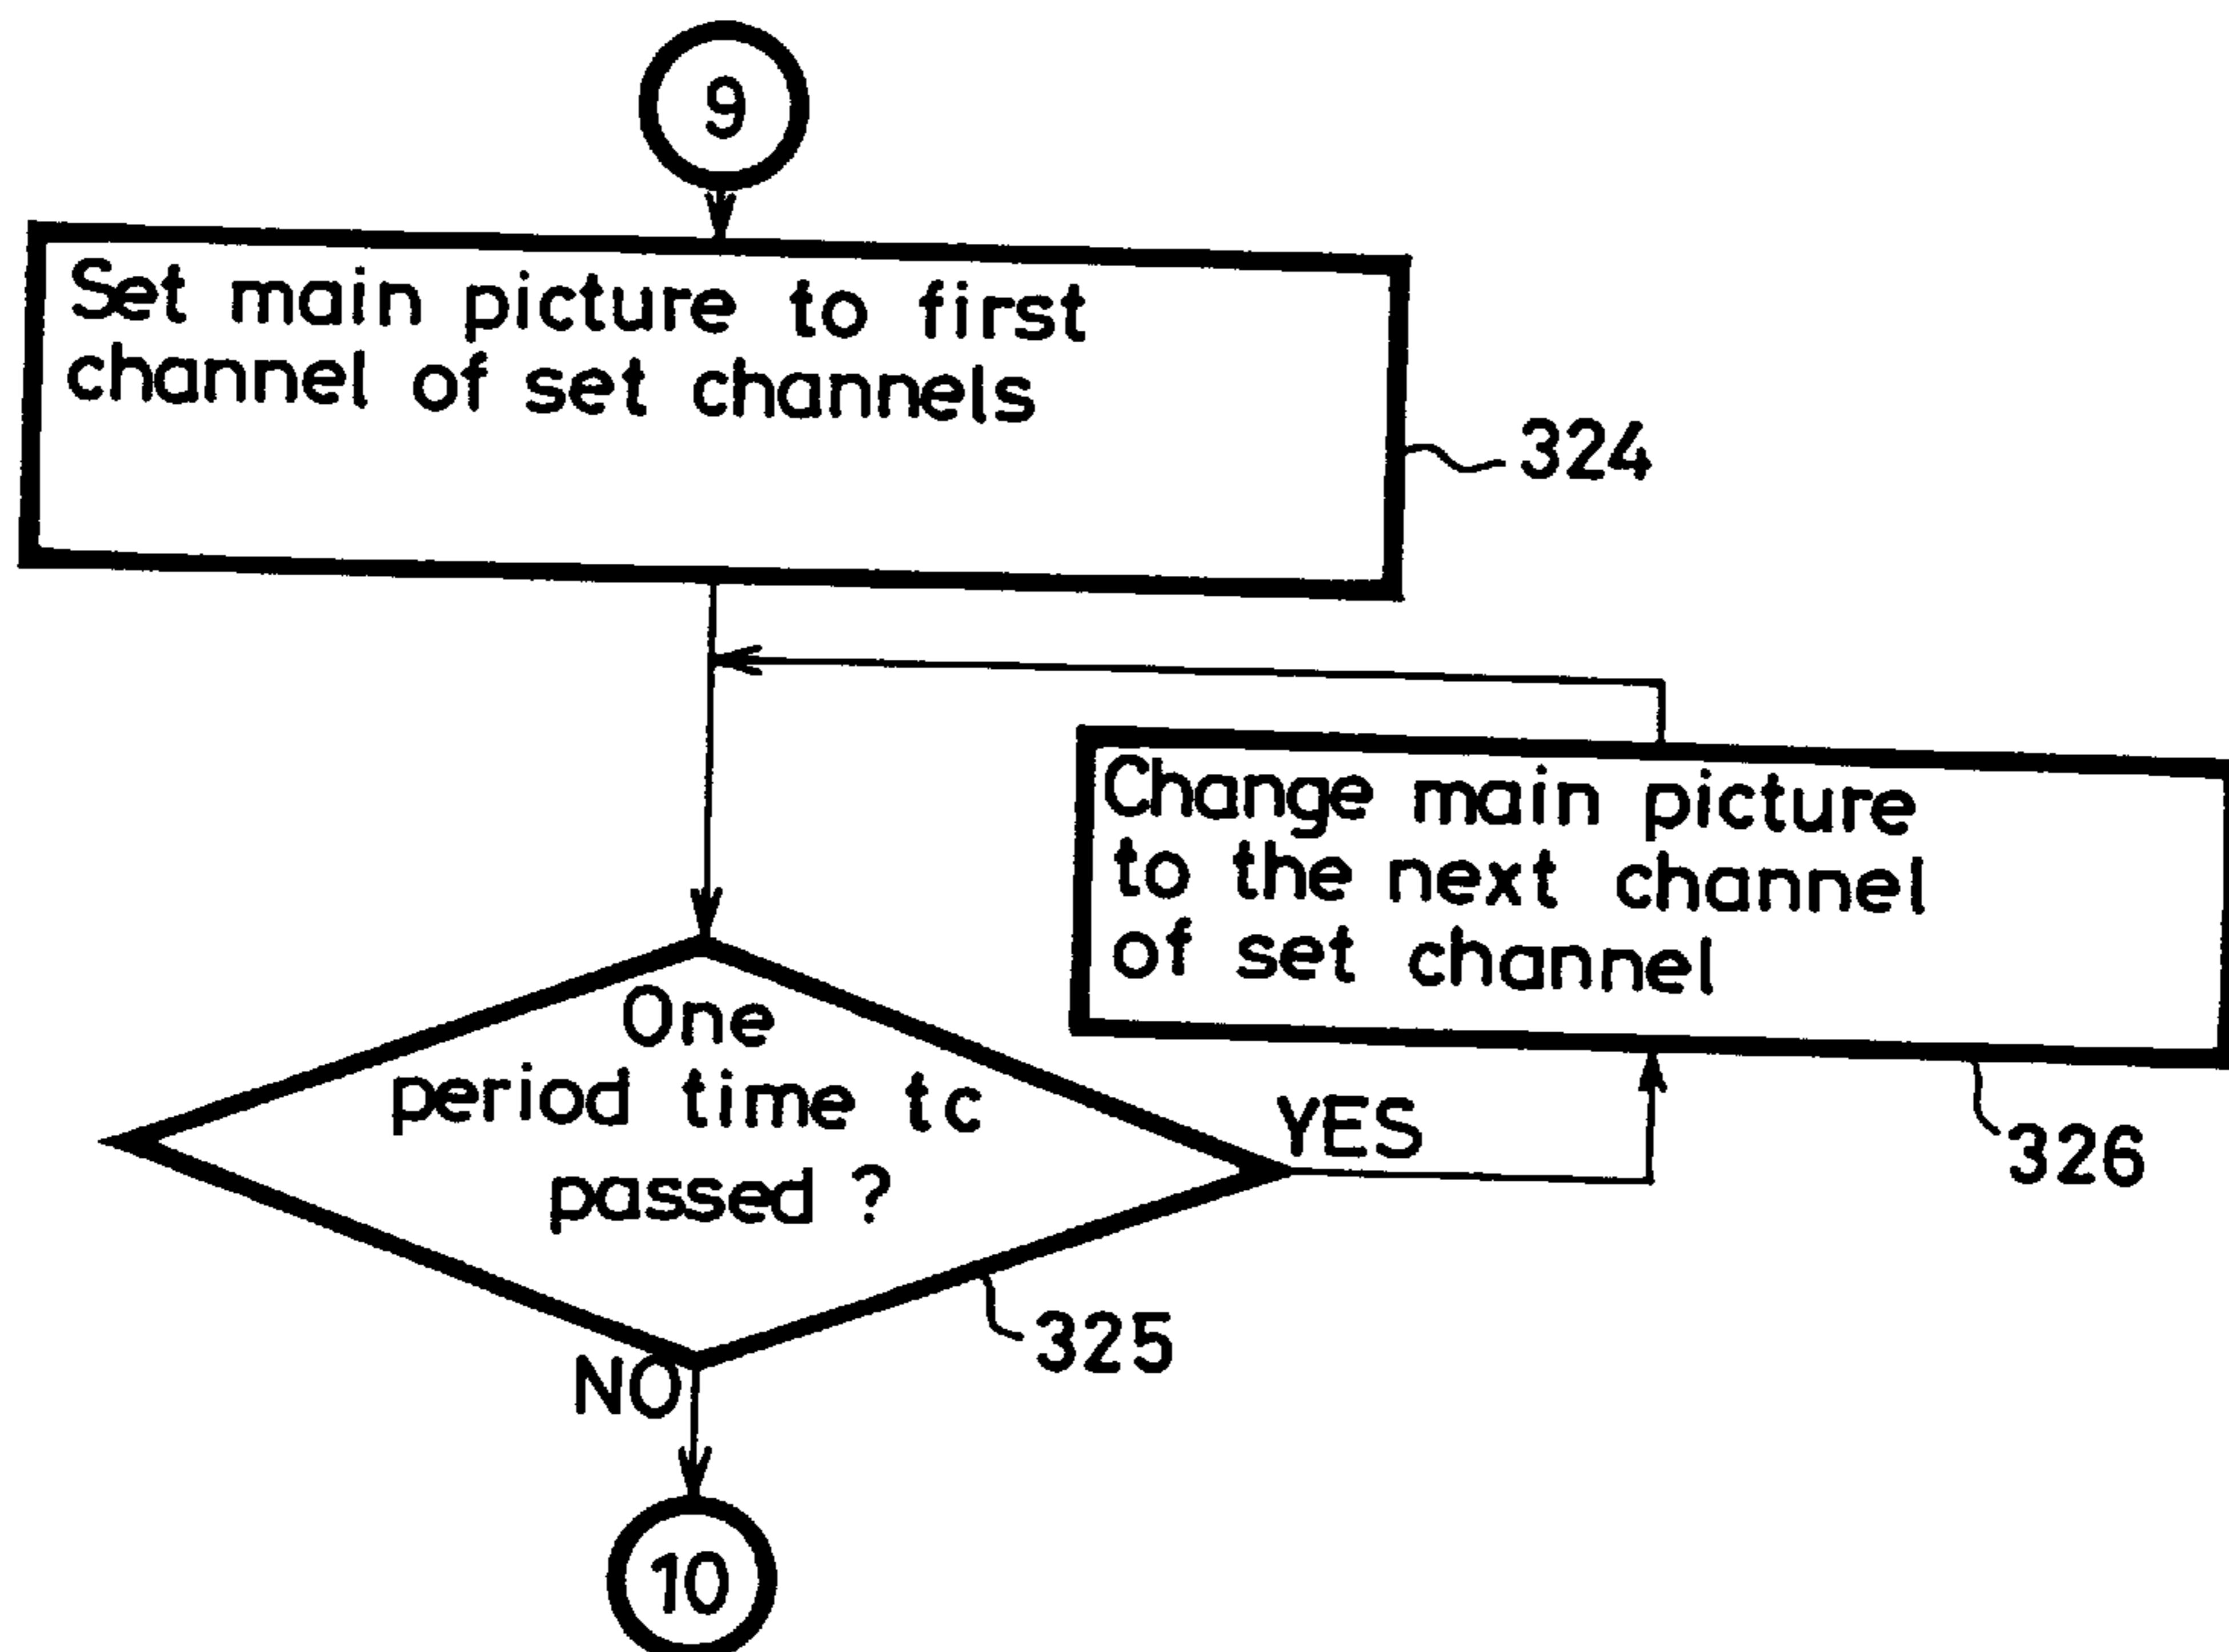 9
Set main picture to first
channel of set channels
324
Change main picture
to the next channel
of set channel
326
One
period time tc
passed ?
YES
325
NO
10